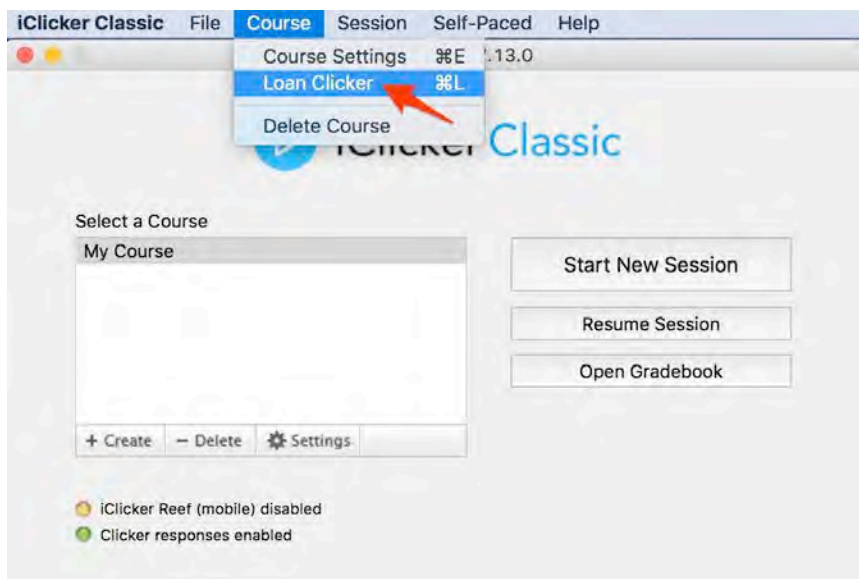 iClicker Classic File Course Session Self-Paced Help
Course Settings ⌘E .13.0
Loan Clicker ⌘L
Delete Course
iClicker Classic
Select a Course
My Course
Start New Session
Resume Session
Open Gradebook
+ Create − Delete Settings
iClicker Reef (mobile) disabled
Clicker responses enabled